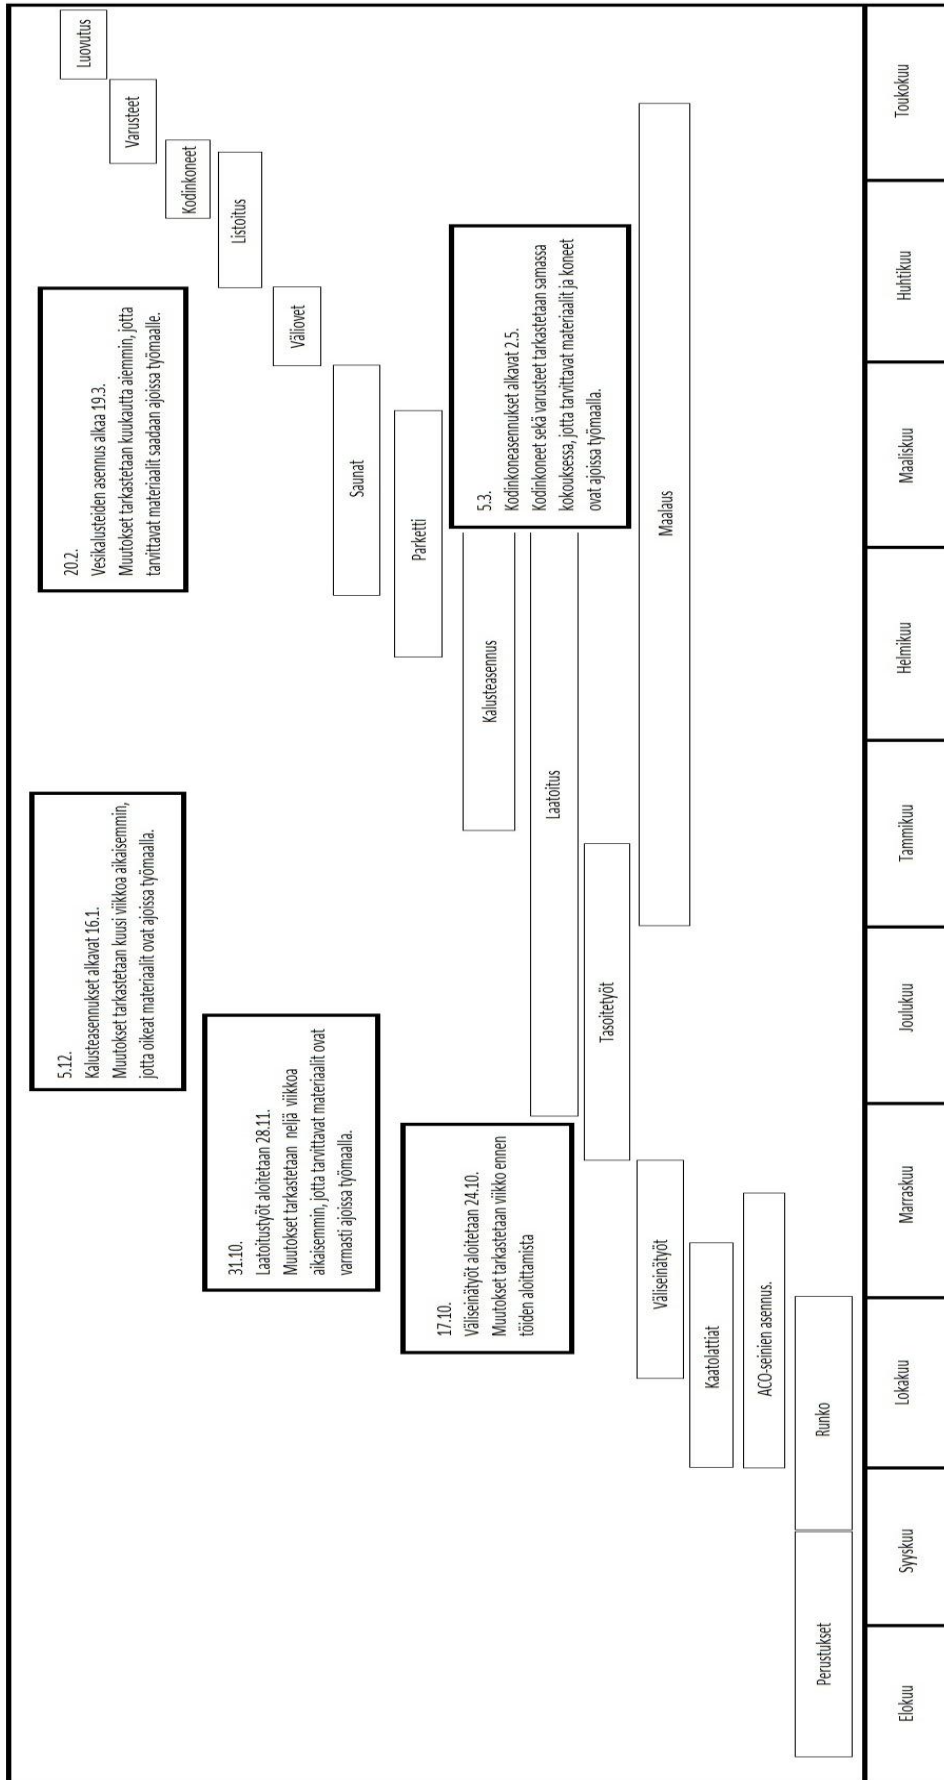 Luovutus
Varusteet
Kodinkoneet
Listoitus
Väliovet
Saunat
Parketti
Kalusteasennus
Laatoitus
Tasoitetyöt
Maalaus
Väliseinätyöt
Kaatolattiat
ACO-seinien asennus.
Runko
Perustukset
5.12.
Kalusteasennukset alkavat 16.1.
Muutokset tarkastetaan kuusi viikkoa aikaisemmin,
jotta oikeat materiaalit ovat ajoissa työmaalla.
20.2.
Vesikalusteiden asennus alkaa 19.3.
Muutokset tarkastetaan kuukautta aiemmin, jotta
tarvittavat materiaalit saadaan ajoissa työmaalle.
31.10.
Laatoitustyöt aloitetaan 28.11.
Muutokset tarkastetaan neljä viikkoa
aikaisemmin, jotta tarvittavat materiaalit ovat
varmasti ajoissa työmaalla.
17.10.
Väliseinätyöt aloitetaan 24.10.
Muutokset tarkastetaan viikko ennen
töiden aloittamista
5.3.
Kodinkoneasennukset alkavat 2.5.
Kodinkoneet sekä varusteet tarkastetaan samassa
kokouksessa, jotta tarvittavat materiaalit ja koneet
ovat ajoissa työmaalla.
Elokuu
Syyskuu
Lokakuu
Marraskuu
Joulukuu
Tammikuu
Helmikuu
Maaliskuu
Huhtikuu
Toukokuu